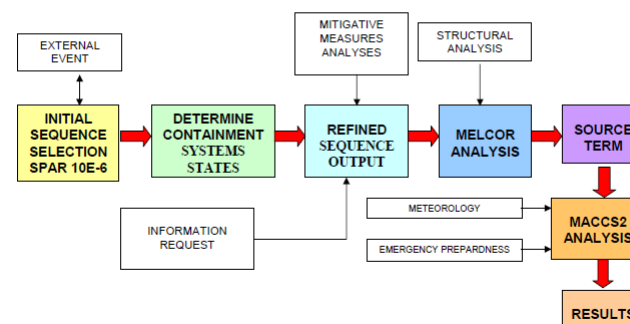 EXTERNAL
EVENT
MITIGATIVE
MEASURES
ANALYSES
STRUCTURAL
ANALYSIS
INITIAL
SEQUENCE
SELECTION
SPAR 10E-6
DETERMINE
CONTAINMENT
SYSTEMS
STATES
REFINED
SEQUENCE
OUTPUT
MELCOR
ANALYSIS
SOURCE
TERM
INFORMATION
REQUEST
METEOROLOGY
EMERGENCY PREPARDNESS
MACCS2
ANALYSIS
RESULTS